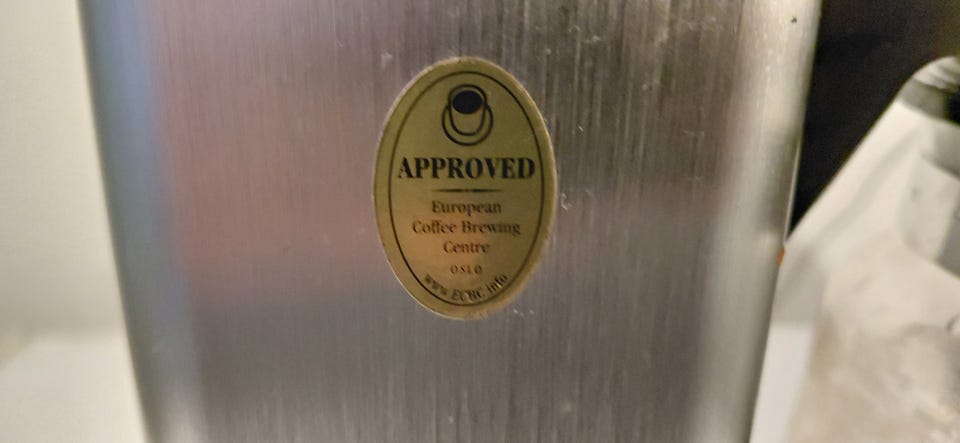 APPROVED
European
Coffee Brewing
Centre
OSLO
www.ECBC.info